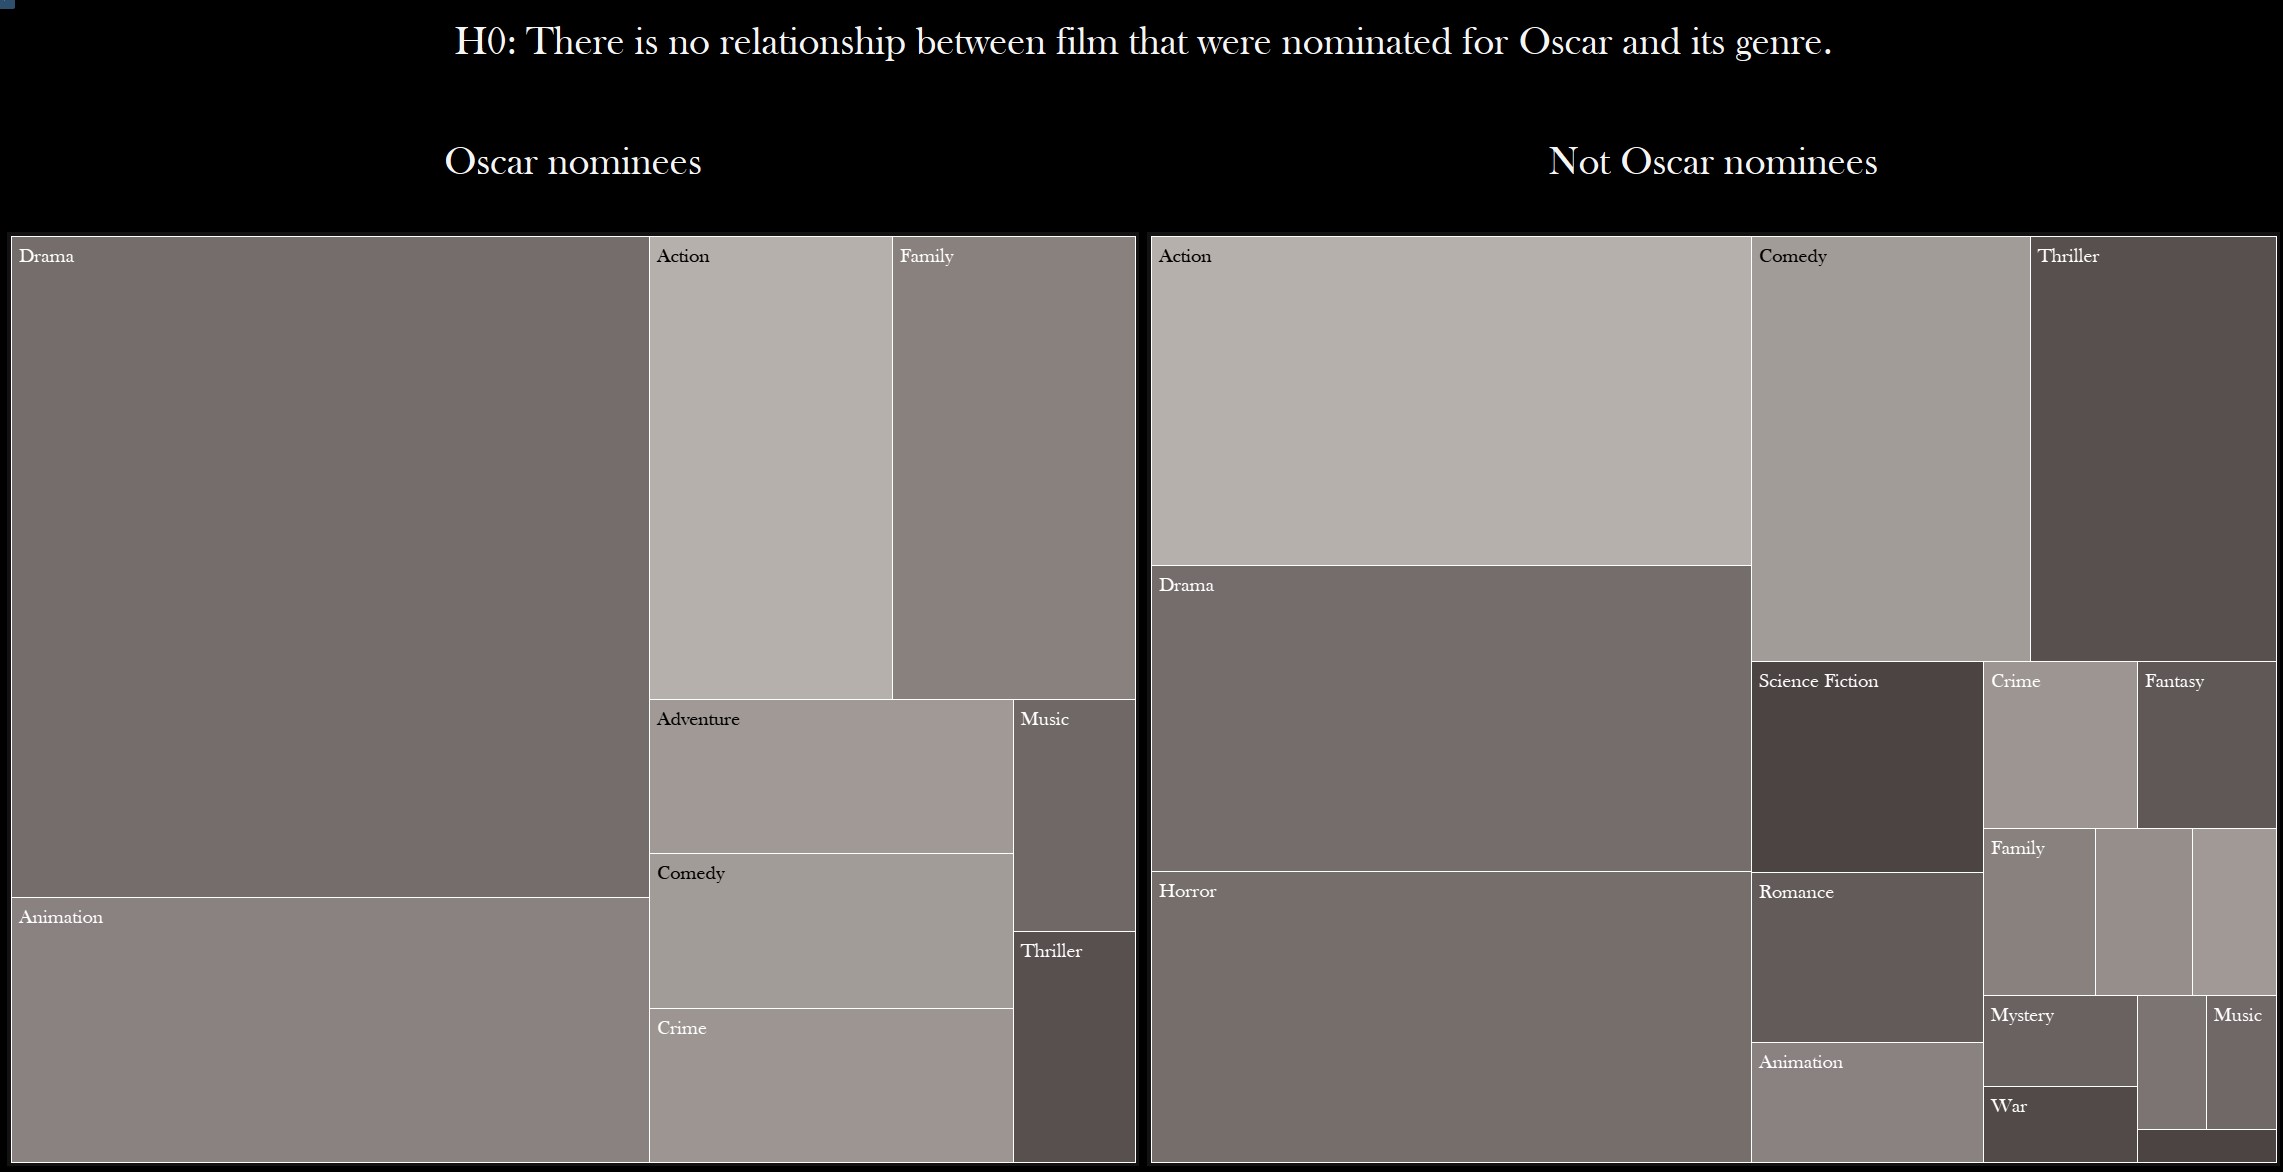 H0: There is no relationship between film that were nominated for Oscar and its genre.
Oscar nominees
Not Oscar nominees
Drama
Action
Family
Adventure
Music
Comedy
Animation
Thriller
Crime
Action
Comedy
Thriller
Drama
Science Fiction
Crime
Fantasy
Family
Horror
Romance
Mystery
Music
Animation
War